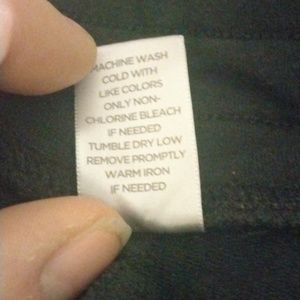 MACHINE WASH
COLD WITH
LIKE COLORS
ONLY NON-
CHLORINE BLEACH
IF NEEDED
TUMBLE DRY LOW
REMOVE PROMPTLY
WARM IRON
IF NEEDED